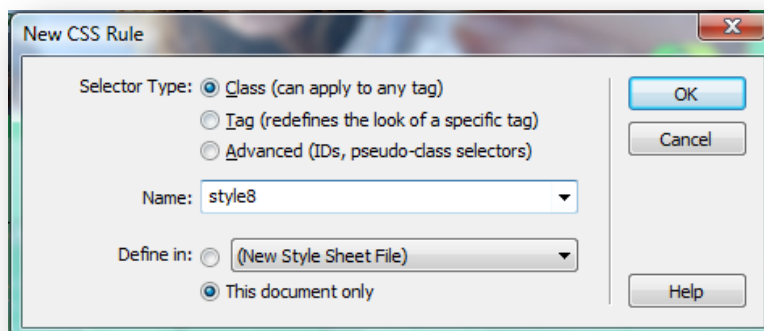 New CSS Rule
Selector Type: Class (can apply to any tag)
Tag (redefines the look of a specific tag)
Advanced (IDs, pseudo-class selectors)
Name: style8
Define in: (New Style Sheet File)
This document only
OK
Cancel
Help